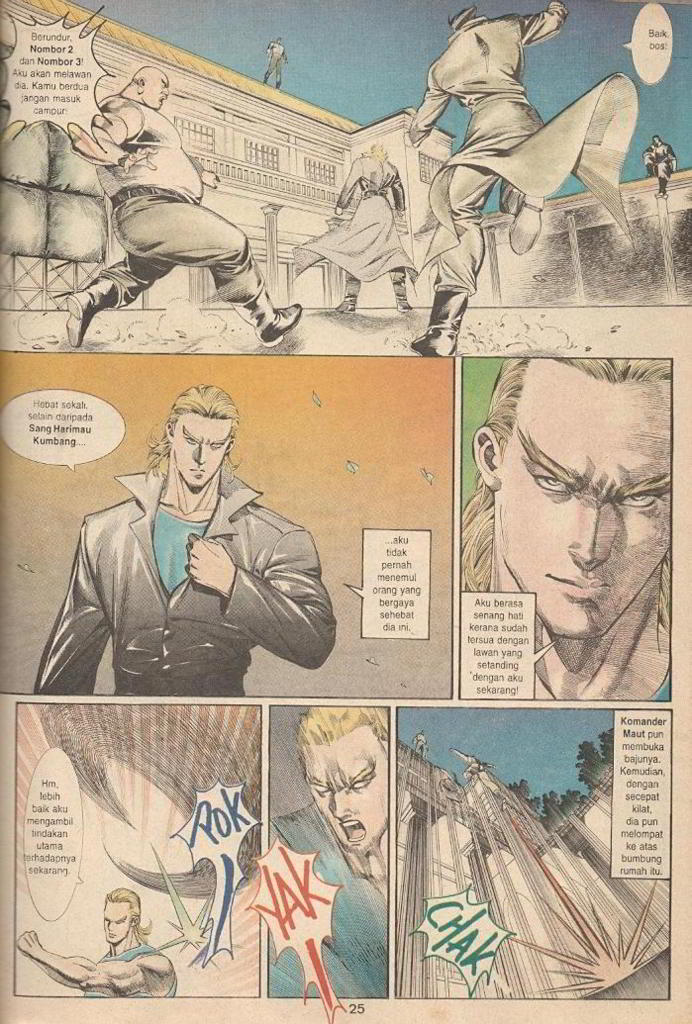 Berundur,
Nombor 2
dan Nombor 3!
Aku akan melawan
dia. Kamu berdua
jangan masuk
campur!
Baik,
bos!
Hebat sekali,
selain daripada
Sang Harimau
Kumbang....
...aku
tidak
pernah
menemui
orang yang
bergaya
sehebat
dia ini.
Aku berasa
senang hati
kerana sudah
tersua dengan
lawan yang
setanding
dengan aku
sekarang!
Hm,
lebih
baik aku
mengambil
tindakan
utama
terhadapnya
sekarang.
POK
YAK
!
CHAK
Komander
Maut pun
membuka
bajunya.
Kemudian,
dengan
secepat
kilat,
dia pun
melompat
ke atas
bumbung
rumah itu.
25